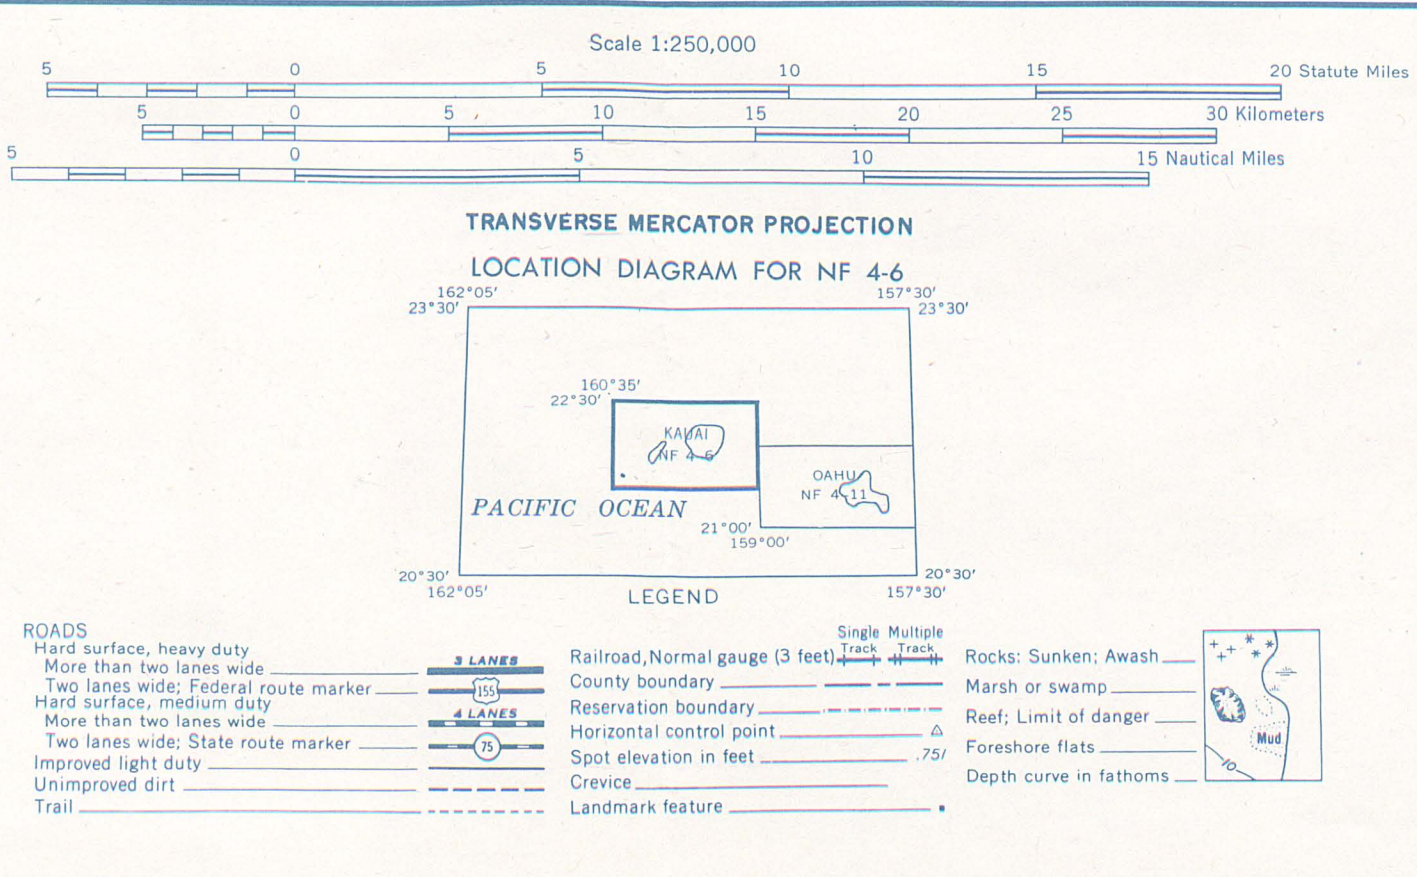 Scale 1:250,000
5 0 5 10 15 20 Statute Miles
5 0 5 10 15 20 25 30 Kilometers
5 0 5 10 15 Nautical Miles
TRANSVERSE MERCATOR PROJECTION
LOCATION DIAGRAM FOR NF 4-6
162°05' 157°30'
23°30' 23°30'
160°35'
22°30'
KAUAI
NF 4-6
OAHU
NF 4-11
PACIFIC OCEAN
21°00'
159°00'
20°30' 20°30'
162°05' 157°30'
LEGEND
ROADS
Hard surface, heavy duty
More than two lanes wide 3 LANES
Two lanes wide; Federal route marker 155
Hard surface, medium duty
More than two lanes wide 4 LANES
Two lanes wide; State route marker 75
Improved light duty
Unimproved dirt
Trail
Single Multiple
Track Track
Railroad, Normal gauge (3 feet)
County boundary
Reservation boundary
Horizontal control point
Spot elevation in feet .751
Crevice
Landmark feature
Rocks: Sunken; Awash
Marsh or swamp
Reef; Limit of danger
Foreshore flats
Depth curve in fathoms
Mud
10